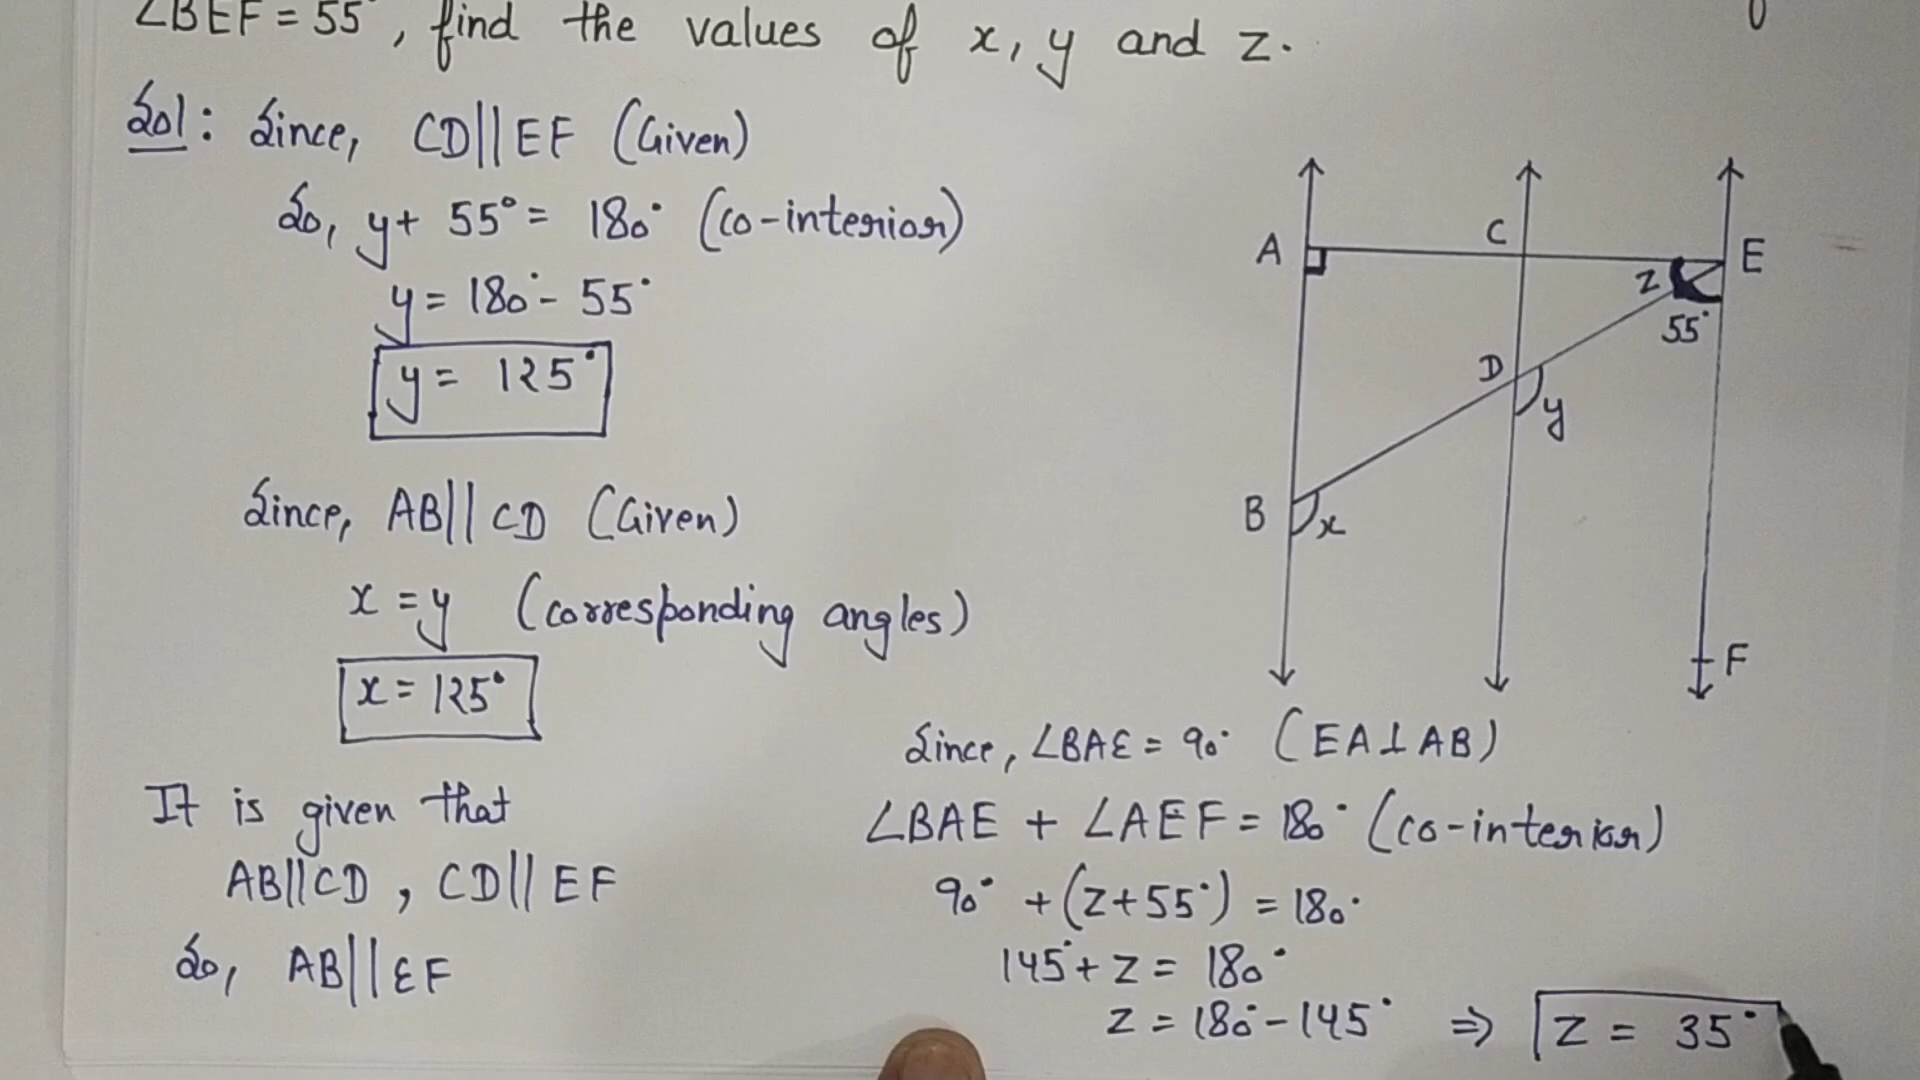 ∠BEF = 55°, find the values of x, y and z.
Sol: Since, CD||EF (Given)
So, y + 55° = 180° (co-interior)
y = 180° - 55°
y = 125°
Since, AB||CD (Given)
x = y (corresponding angles)
x = 125°
It is given that
AB||CD, CD||EF
So, AB||EF
A
C
E
z
55°
D
y
B
x
F
Since, ∠BAE = 90° (EA⊥AB)
∠BAE + ∠AEF = 180° (co-interior)
90° + (z+55°) = 180°
145° + z = 180°
z = 180° - 145° ⇒ z = 35°